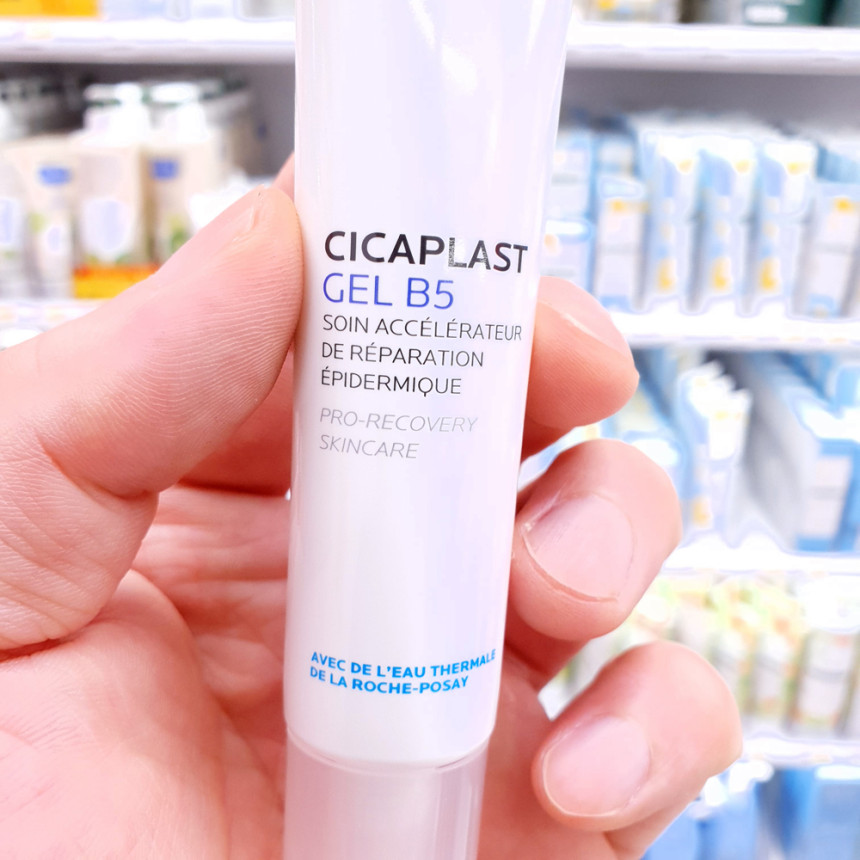 CICAPLAST
GEL B5
SOIN ACCÉLÉRATEUR
DE RÉPARATION
ÉPIDERMIQUE
PRO-RECOVERY
SKINCARE
AVEC DE L'EAU THERMALE
DE LA ROCHE-POSAY